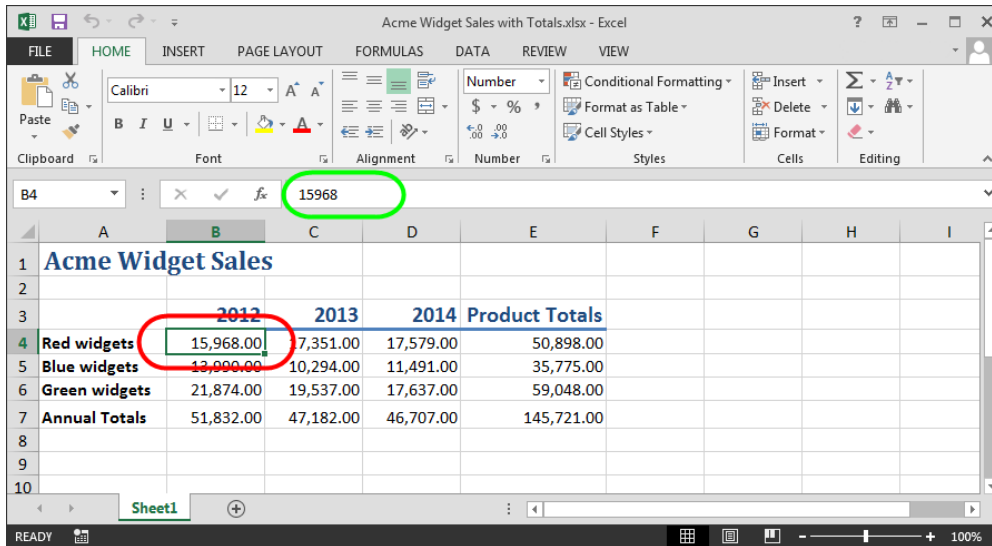 Acme Widget Sales with Totals.xlsx - Excel ?
FILE HOME INSERT PAGE LAYOUT FORMULAS DATA REVIEW VIEW
Calibri 12 A A Number Conditional Formatting Insert Σ A Z
Paste $ % , Format as Table Delete
B I U A .00 .0 .00 Cell Styles Format
Clipboard Font Alignment Number Styles Cells Editing
B4 fx 15968
A B C D E F G H I
1 Acme Widget Sales
2
3 2012 2013 2014 Product Totals
4 Red widgets 15,968.00 17,351.00 17,579.00 50,898.00
5 Blue widgets 13,990.00 10,294.00 11,491.00 35,775.00
6 Green widgets 21,874.00 19,537.00 17,637.00 59,048.00
7 Annual Totals 51,832.00 47,182.00 46,707.00 145,721.00
8
9
10
Sheet1
READY 100%